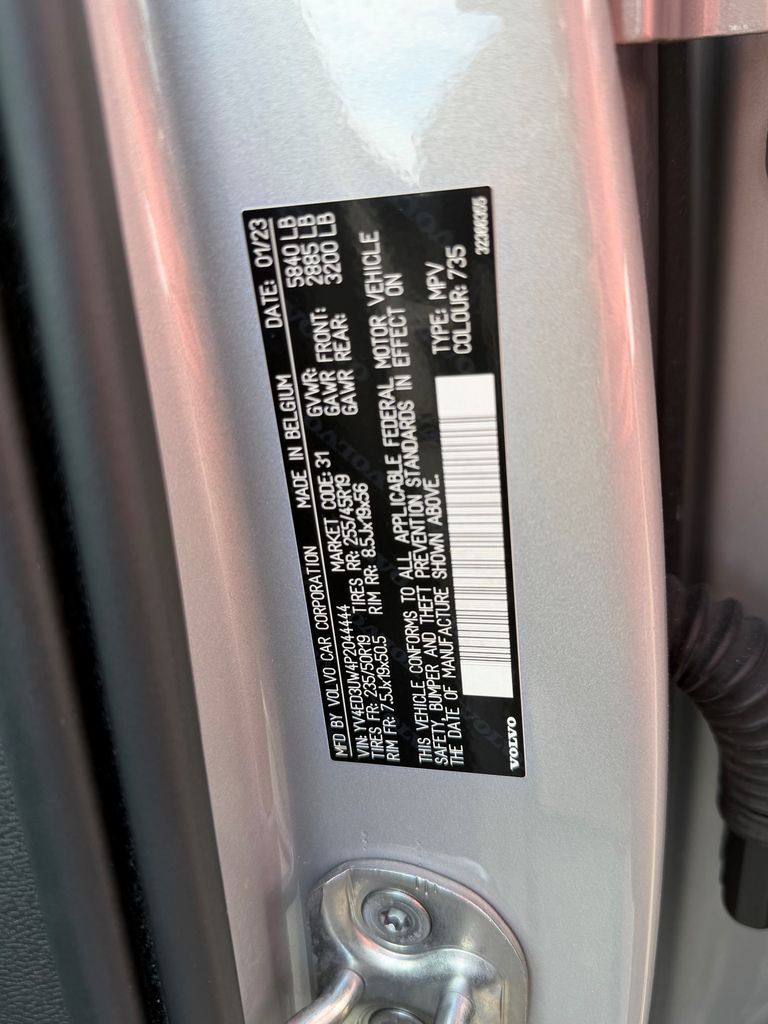 MFD BY VOLVO CAR CORPORATION MADE IN BELGIUM DATE: 01/23
VIN: YV4ED3UW4P2044444 MARKET CODE: 31 GVWR: 5840 LB
TIRES FR: 235/50R19 TIRES RR: 255/45R19 GAWR FRONT: 2885 LB
RIM FR: 7.5Jx19x50.5 RIM RR: 8.5Jx19x56 GAWR REAR: 3200 LB
THIS VEHICLE CONFORMS TO ALL APPLICABLE FEDERAL MOTOR VEHICLE
SAFETY, BUMPER AND THEFT PREVENTION STANDARDS IN EFFECT ON
THE DATE OF MANUFACTURE SHOWN ABOVE.
TYPE: MPV
COLOUR: 735
VOLVO